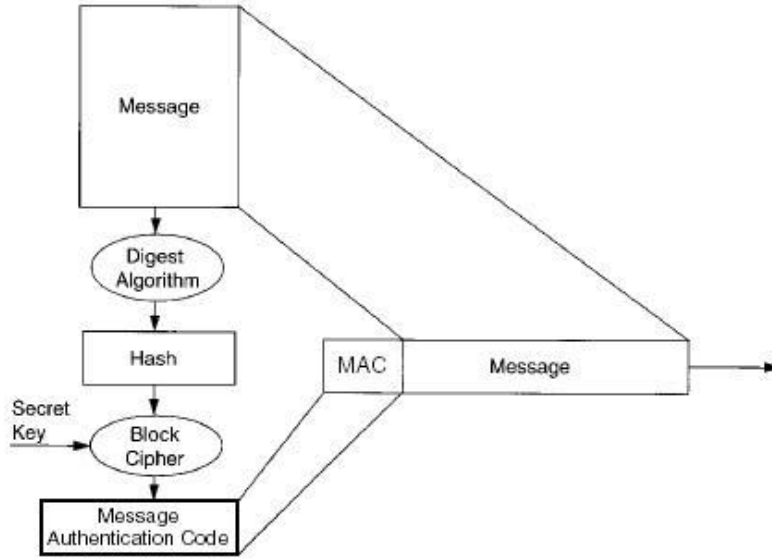 Message
Digest
Algorithm
Hash
MAC
Message
Secret
Key
Block
Cipher
Message
Authentication Code